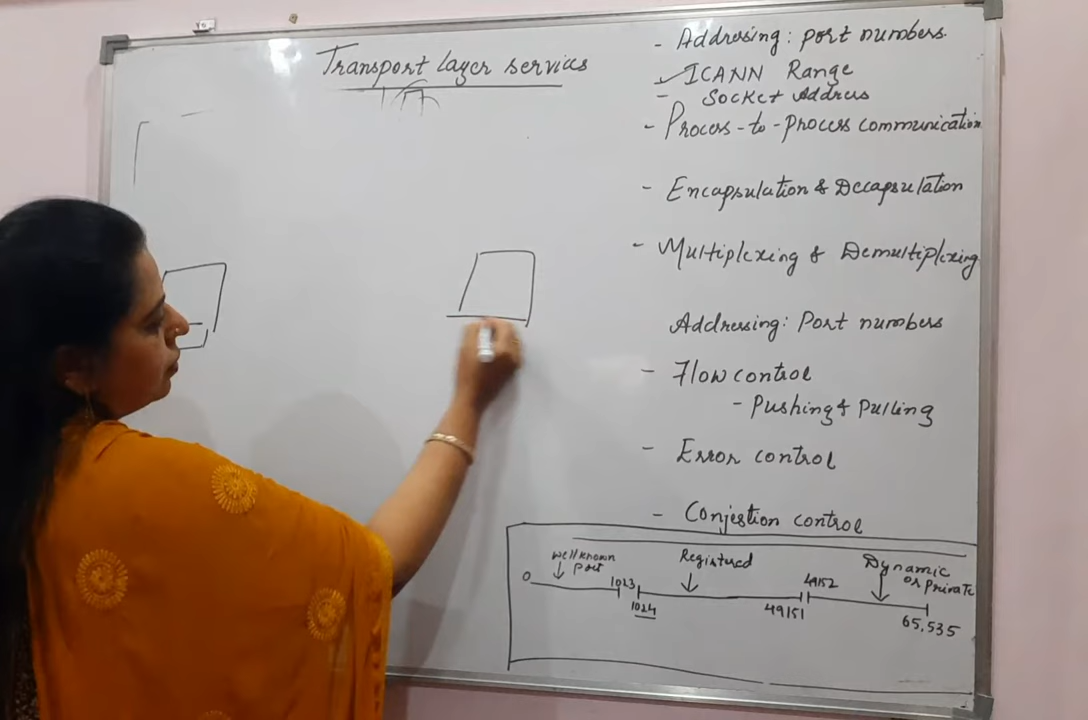 Transport layer services
- Addressing: port numbers.
ICANN Range
- Socket Address
- Process-to-Process communication
- Encapsulation & Decapsulation
- Multiplexing & Demultiplexing
Addressing: Port numbers
- Flow control
- Pushing & Pulling
- Error control
- Conjestion control
0 wellknown port 1023
1024 Registered 49151
49152 Dynamic or Private 65,535